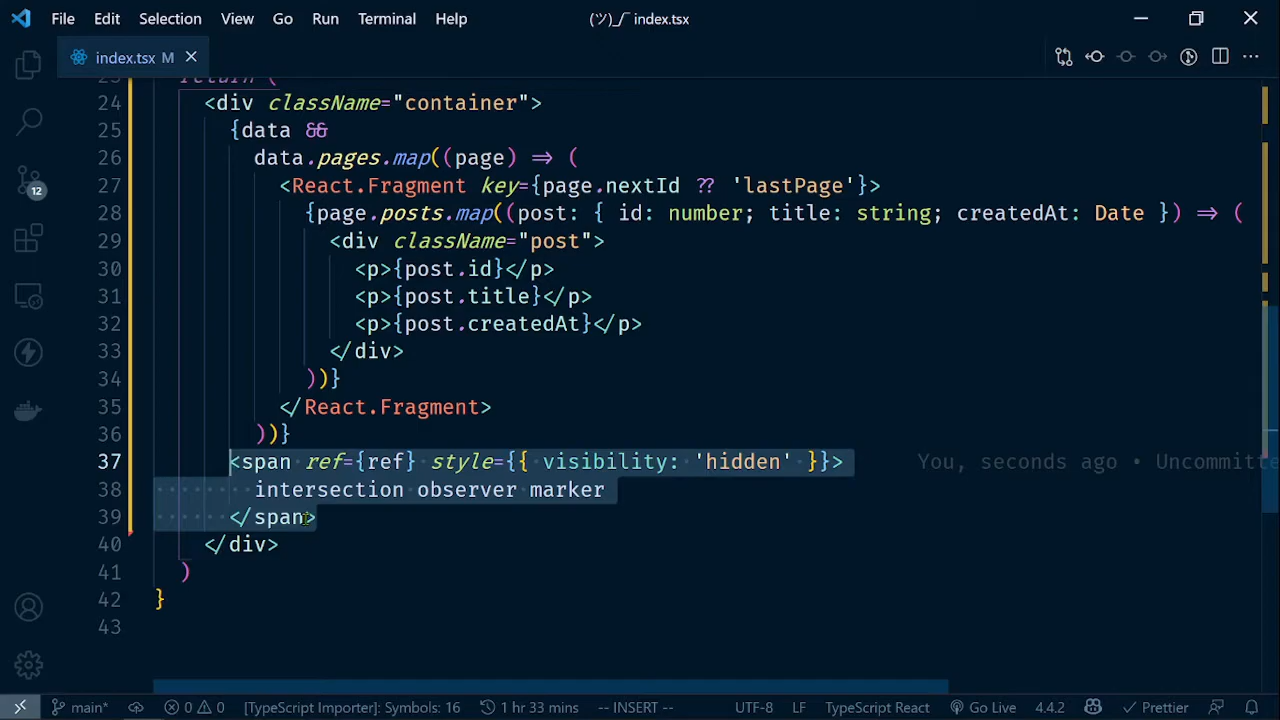 File Edit Selection View Go Run Terminal Help (ツ)_/ index.tsx
index.tsx M
23 return (
24 <div className="container">
25 {data &&
26 data.pages.map((page) => (
27 <React.Fragment key={page.nextId ?? 'lastPage'}>
28 {page.posts.map((post: { id: number; title: string; createdAt: Date }) => (
29 <div className="post">
30 <p>{post.id}</p>
31 <p>{post.title}</p>
32 <p>{post.createdAt}</p>
33 </div>
34 ))}
35 </React.Fragment>
36 ))}
37 <span ref={ref} style={{ visibility: 'hidden' }}> You, seconds ago • Uncommitte
38 intersection observer marker
39 </span>
40 </div>
41 )
42 }
43
12
main* 0 0 [TypeScript Importer]: Symbols: 16 1 hr 33 mins -- INSERT -- UTF-8 LF TypeScript React Go Live 4.4.2 Prettier